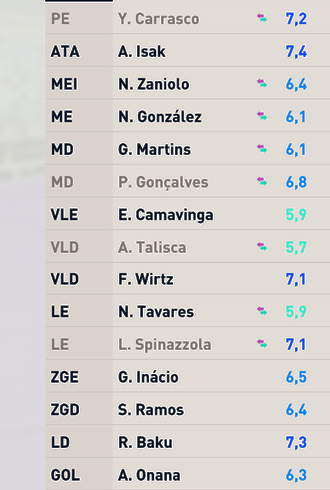 PE Y. Carrasco 7,2
ATA A. Isak 7,4
MEI N. Zaniolo 6,4
ME N. González 6,1
MD G. Martins 6,1
MD P. Gonçalves 6,8
VLE E. Camavinga 5,9
VLD A. Talisca 5,7
VLD F. Wirtz 7,1
LE N. Tavares 5,9
LE L. Spinazzola 7,1
ZGE G. Inácio 6,5
ZGD S. Ramos 6,4
LD R. Baku 7,3
GOL A. Onana 6,3